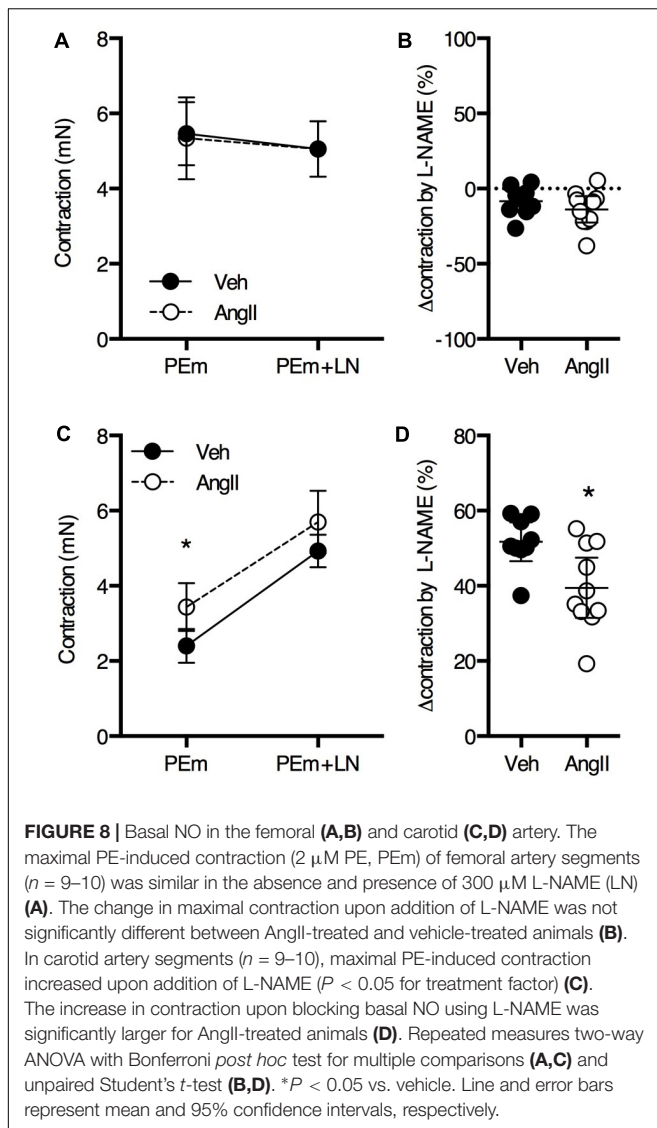 A
8
6
4
2
0
Contraction (mN)
Veh
AngII
PEm
PEm+LN
B
100
50
0
-50
-100
Δcontraction by L-NAME (%)
Veh
AngII
C
8
6
4
2
0
Contraction (mN)
Veh
AngII
*
PEm
PEm+LN
D
80
60
40
20
0
Δcontraction by L-NAME (%)
*
Veh
AngII
FIGURE 8 | Basal NO in the femoral (A,B) and carotid (C,D) artery. The
maximal PE-induced contraction (2 μM PE, PEm) of femoral artery segments
(n = 9–10) was similar in the absence and presence of 300 μM L-NAME (LN)
(A). The change in maximal contraction upon addition of L-NAME was not
significantly different between AngII-treated and vehicle-treated animals (B).
In carotid artery segments (n = 9–10), maximal PE-induced contraction
increased upon addition of L-NAME (P < 0.05 for treatment factor) (C).
The increase in contraction upon blocking basal NO using L-NAME was
significantly larger for AngII-treated animals (D). Repeated measures two-way
ANOVA with Bonferroni post hoc test for multiple comparisons (A,C) and
unpaired Student's t-test (B,D). *P < 0.05 vs. vehicle. Line and error bars
represent mean and 95% confidence intervals, respectively.